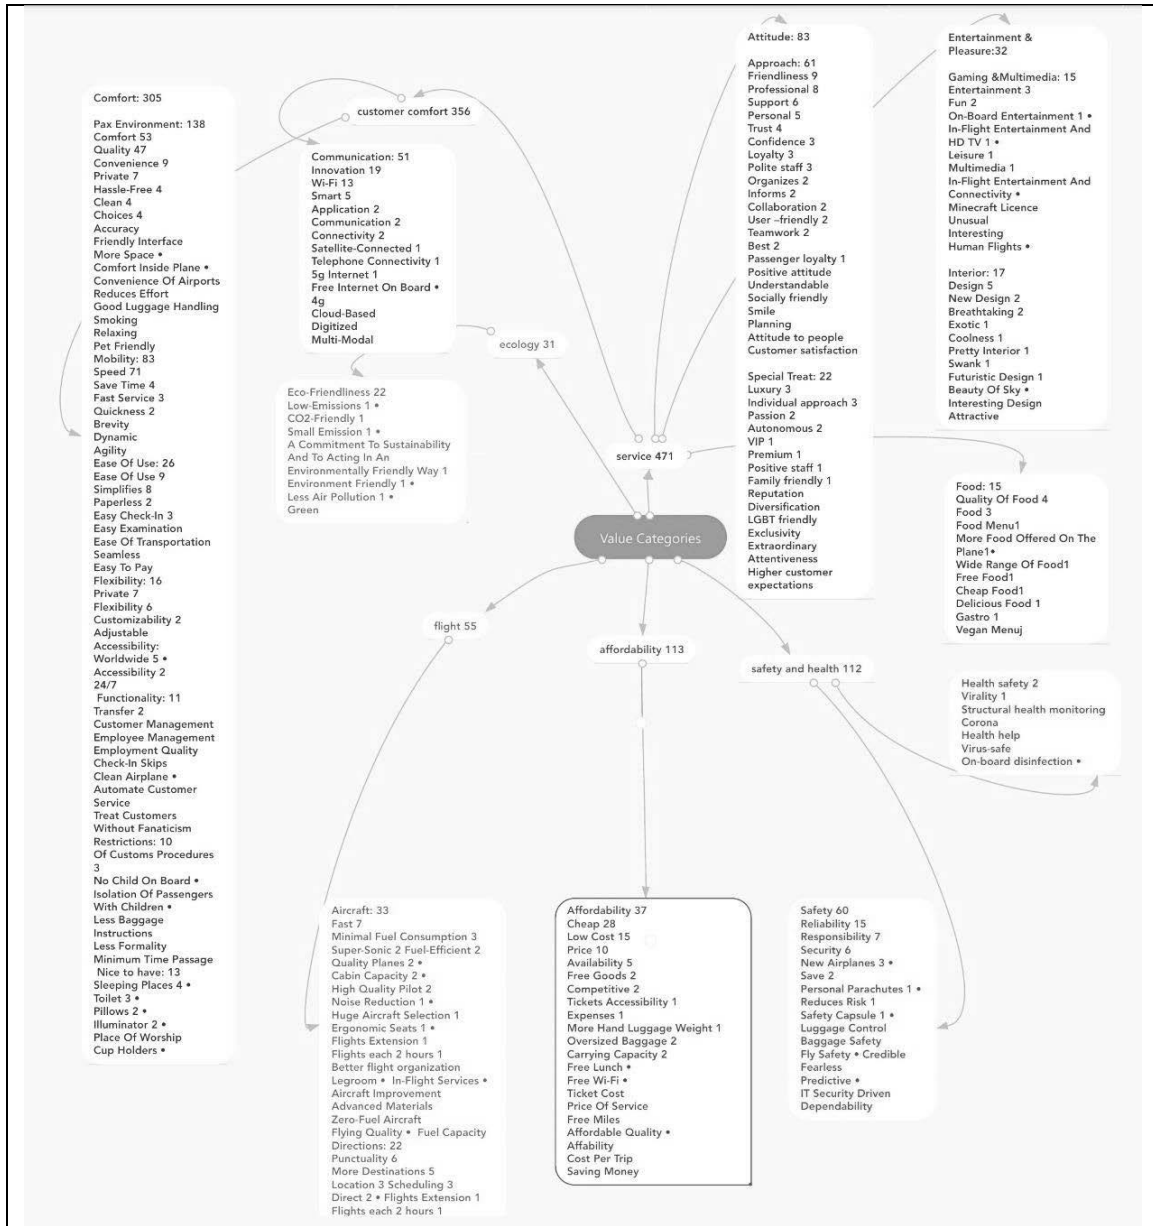 Comfort: 305
Pax Environment: 138
Comfort 53
Quality 47
Convenience 9
Private 7
Hassle-Free 4
Clean 4
Choices 4
Accuracy
Friendly Interface
More Space •
Comfort Inside Plane •
Convenience Of Airports
Reduces Effort
Good Luggage Handling
Smoking
Relaxing
Pet Friendly
Mobility: 83
Speed 71
Save Time 4
Fast Service 3
Quickness 2
Brevity
Dynamic
Agility
Ease Of Use: 26
Ease Of Use 9
Simplifies 8
Paperless 2
Easy Check-In 3
Easy Examination
Ease Of Transportation
Seamless
Easy To Pay
Flexibility: 16
Private 7
Flexibility 6
Customizability 2
Adjustable
Accessibility:
Worldwide 5 •
Accessibility 2
24/7
Functionality: 11
Transfer 2
Customer Management
Employee Management
Employment Quality
Check-In Skips
Clean Airplane •
Automate Customer
Service
Treat Customers
Without Fanaticism
Restrictions: 10
Of Customs Procedures
3
No Child On Board •
Isolation Of Passengers
With Children •
Less Baggage
Instructions
Less Formality
Minimum Time Passage
Nice to have: 13
Sleeping Places 4 •
Toilet 3 •
Pillows 2 •
Illuminator 2 •
Place Of Worship
Cup Holders •
customer comfort 356
Communication: 51
Innovation 19
Wi-Fi 13
Smart 5
Application 2
Communication 2
Connectivity 2
Satellite-Connected 1
Telephone Connectivity 1
5g Internet 1
Free Internet On Board •
4g
Cloud-Based
Digitized
Multi-Modal
ecology 31
Eco-Friendliness 22
Low-Emissions 1 •
CO2-Friendly 1
Small Emission 1 •
A Commitment To Sustainability
And To Acting In An
Environmentally Friendly Way 1
Environment Friendly 1 •
Less Air Pollution 1 •
Green
service 471
Value Categories
Attitude: 83
Approach: 61
Friendliness 9
Professional 8
Support 6
Personal 5
Trust 4
Confidence 3
Loyalty 3
Polite staff 3
Organizes 2
Informs 2
Collaboration 2
User –friendly 2
Teamwork 2
Best 2
Passenger loyalty 1
Positive attitude
Understandable
Socially friendly
Smile
Planning
Attitude to people
Customer satisfaction
Special Treat: 22
Luxury 3
Individual approach 3
Passion 2
Autonomous 2
VIP 1
Premium 1
Positive staff 1
Family friendly 1
Reputation
Diversification
LGBT friendly
Exclusivity
Extraordinary
Attentiveness
Higher customer
expectations
Entertainment &
Pleasure:32
Gaming &Multimedia: 15
Entertainment 3
Fun 2
On-Board Entertainment 1 •
In-Flight Entertainment And
HD TV 1 •
Leisure 1
Multimedia 1
In-Flight Entertainment And
Connectivity •
Minecraft Licence
Unusual
Interesting
Human Flights •
Interior: 17
Design 5
New Design 2
Breathtaking 2
Exotic 1
Coolness 1
Pretty Interior 1
Swank 1
Futuristic Design 1
Beauty Of Sky •
Interesting Design
Attractive
Food: 15
Quality Of Food 4
Food 3
Food Menu1
More Food Offered On The
Plane1•
Wide Range Of Food1
Free Food1
Cheap Food1
Delicious Food 1
Gastro 1
Vegan Menuj
flight 55
affordability 113
safety and health 112
Health safety 2
Virality 1
Structural health monitoring
Corona
Health help
Virus-safe
On-board disinfection •
Aircraft: 33
Fast 7
Minimal Fuel Consumption 3
Super-Sonic 2 Fuel-Efficient 2
Quality Planes 2 •
Cabin Capacity 2 •
High Quality Pilot 2
Noise Reduction 1 •
Huge Aircraft Selection 1
Ergonomic Seats 1 •
Flights Extension 1
Flights each 2 hours 1
Better flight organization
Legroom • In-Flight Services •
Aircraft Improvement
Advanced Materials
Zero-Fuel Aircraft
Flying Quality • Fuel Capacity
Directions: 22
Punctuality 6
More Destinations 5
Location 3 Scheduling 3
Direct 2 • Flights Extension 1
Flights each 2 hours 1
Affordability 37
Cheap 28
Low Cost 15
Price 10
Availability 5
Free Goods 2
Competitive 2
Tickets Accessibility 1
Expenses 1
More Hand Luggage Weight 1
Oversized Baggage 2
Carrying Capacity 2
Free Lunch •
Free Wi-Fi •
Ticket Cost
Price Of Service
Free Miles
Affordable Quality •
Affability
Cost Per Trip
Saving Money
Safety 60
Reliability 15
Responsibility 7
Security 6
New Airplanes 3 •
Save 2
Personal Parachutes 1 •
Reduces Risk 1
Safety Capsule 1 •
Luggage Control
Baggage Safety
Fly Safety • Credible
Fearless
Predictive •
IT Security Driven
Dependability